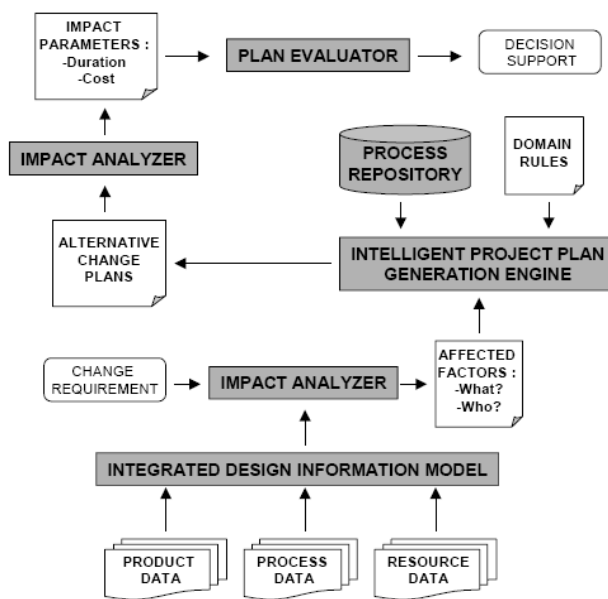 IMPACT
PARAMETERS :
-Duration
-Cost
PLAN EVALUATOR
DECISION
SUPPORT
IMPACT ANALYZER
PROCESS
REPOSITORY
DOMAIN
RULES
ALTERNATIVE
CHANGE
PLANS
INTELLIGENT PROJECT PLAN
GENERATION ENGINE
CHANGE
REQUIREMENT
IMPACT ANALYZER
AFFECTED
FACTORS :
-What?
-Who?
INTEGRATED DESIGN INFORMATION MODEL
PRODUCT
DATA
PROCESS
DATA
RESOURCE
DATA